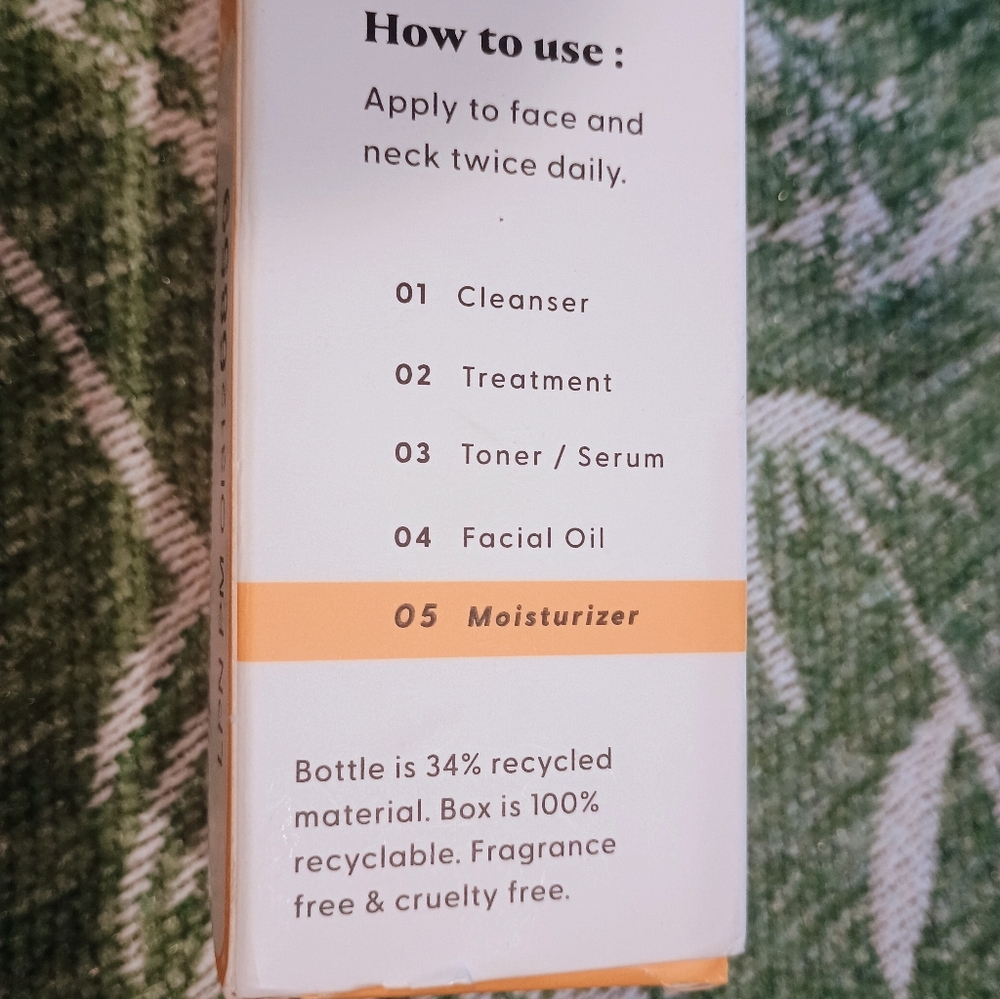 How to use :
Apply to face and
neck twice daily.
01 Cleanser
02 Treatment
03 Toner / Serum
04 Facial Oil
05 Moisturizer
Bottle is 34% recycled
material. Box is 100%
recyclable. Fragrance
free & cruelty free.